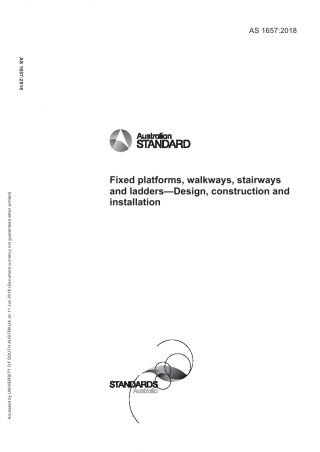 AS 1657:2018
AS 1657:2018
Australian
STANDARD
Fixed platforms, walkways, stairways
and ladders—Design, construction and
installation
Accessed by UNIVERSITY OF SOUTH AUSTRALIA on 11 Jun 2018 (Document currency not guaranteed when printed)
STANDARDS
Australia